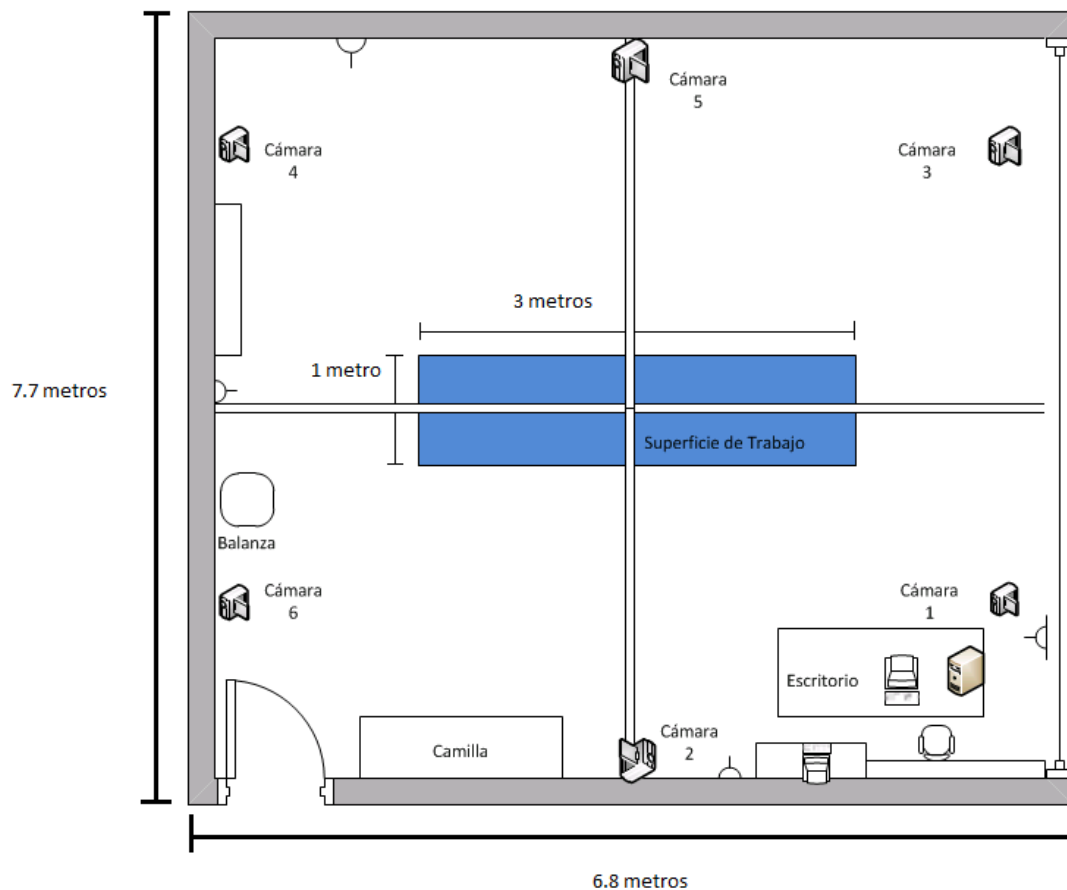 Cámara
5
Cámara
4
Cámara
3
3 metros
1 metro
7.7 metros
Superficie de Trabajo
Balanza
Cámara
6
Cámara
1
Escritorio
Cámara
2
Camilla
6.8 metros